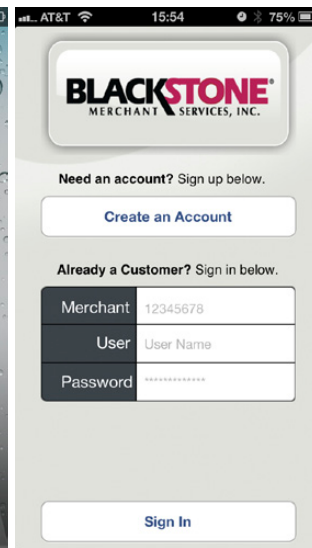 AT&T 15:54 75%
BLACKSTONE®
MERCHANT SERVICES, INC.
Need an account? Sign up below.
Create an Account
Already a Customer? Sign in below.
Merchant 12345678
User User Name
Password *************
Sign In